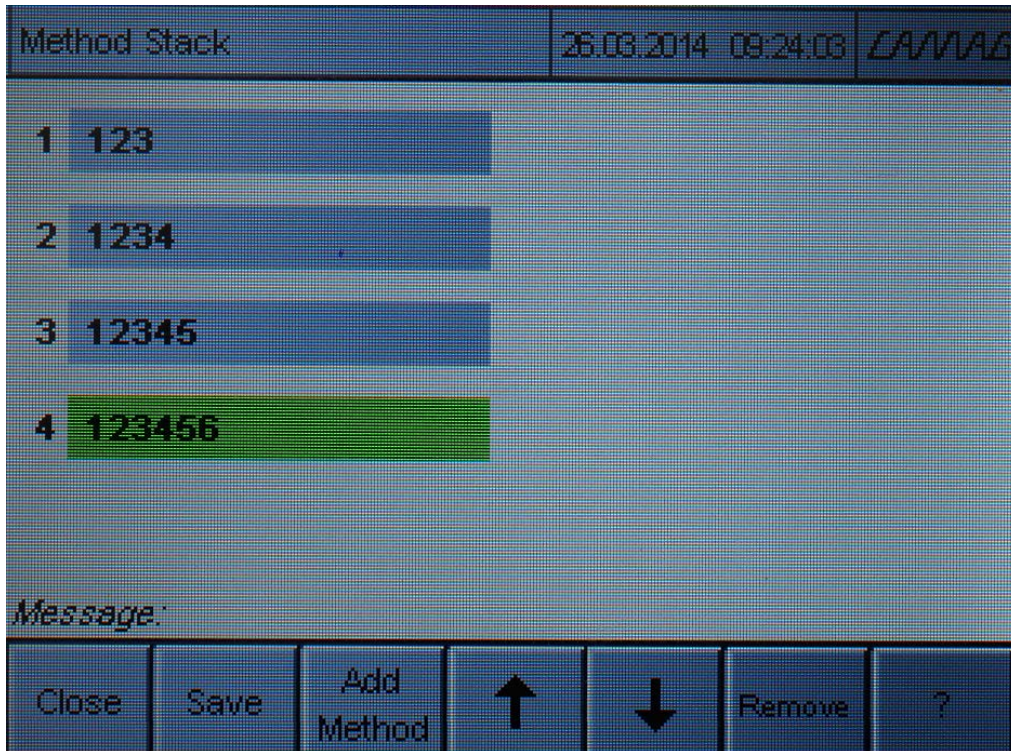 Method Stack
26.03.2014 09:24:03 CAMAG
1 123
2 1234
3 12345
4 123456
Message:
Close Save Add Method ↑ ↓ Remove ?